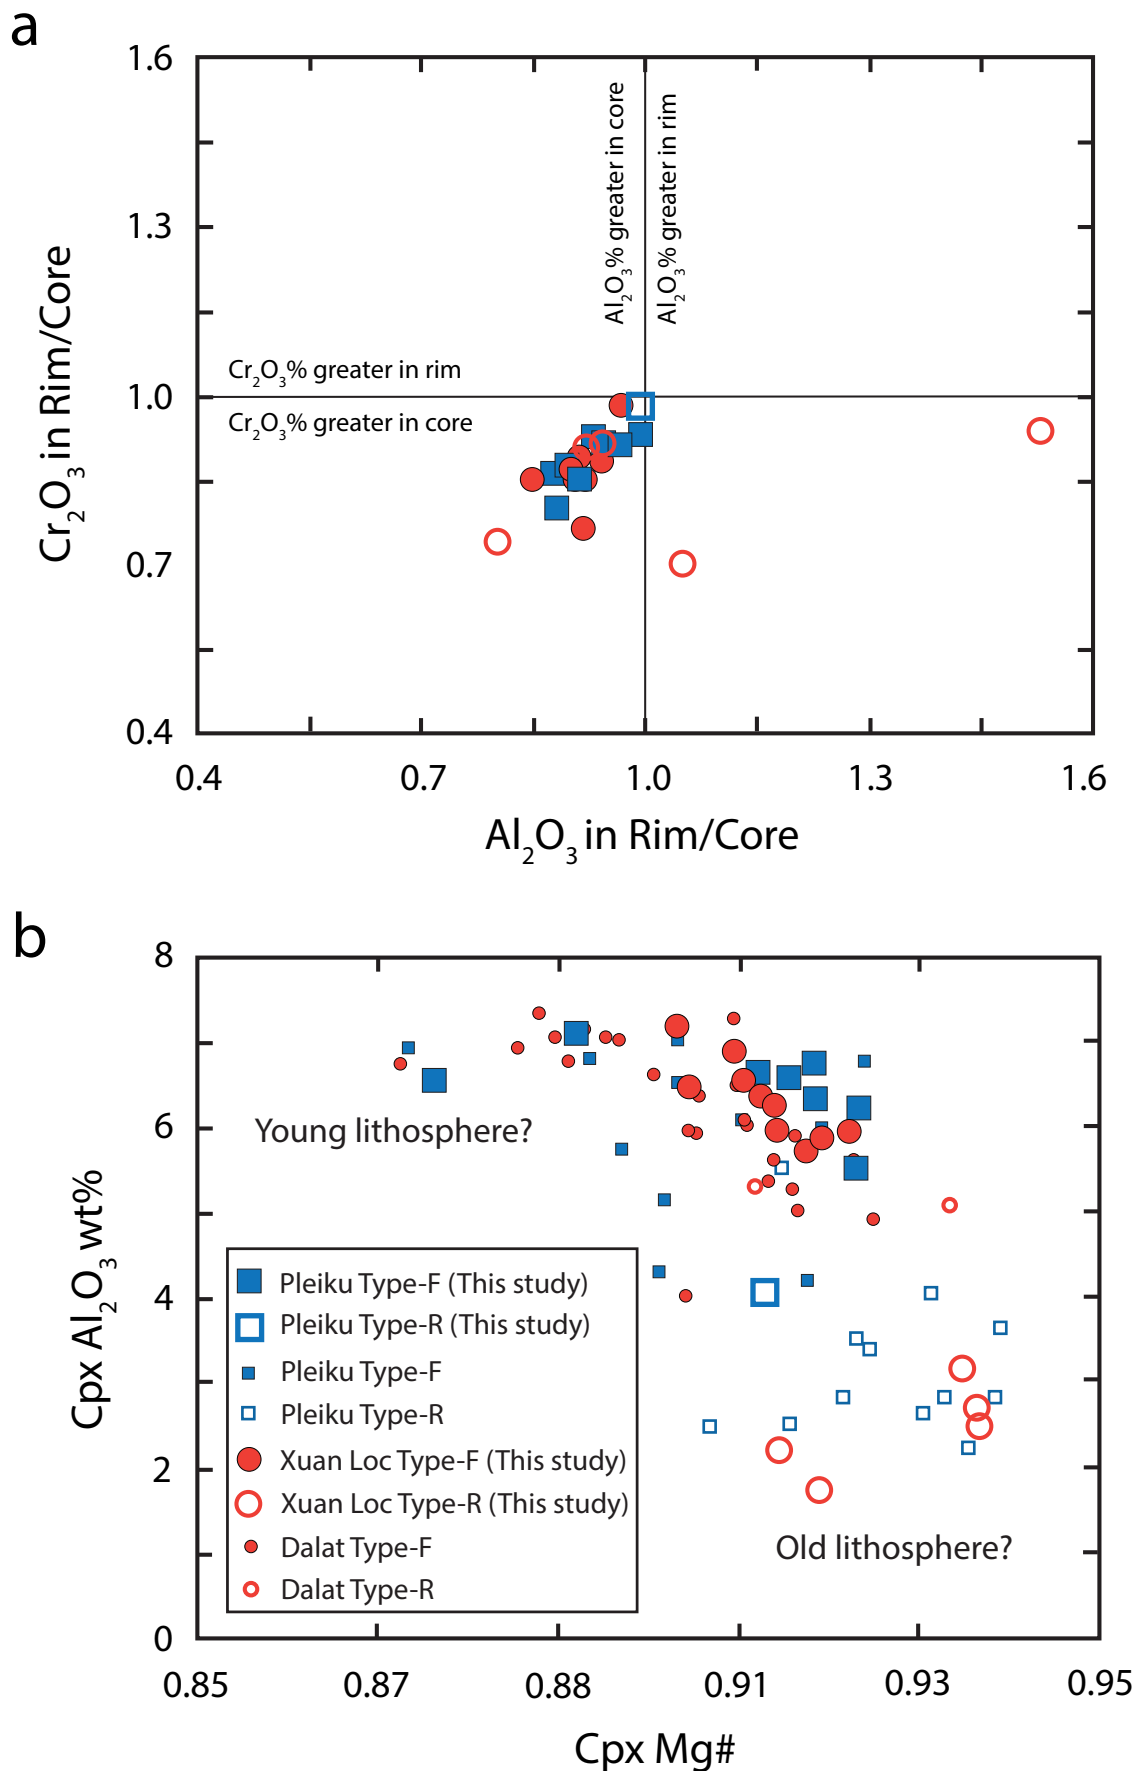 a
1.6
1.3
1.0
0.7
0.4
Cr₂O₃ in Rim/Core
Al₂O₃% greater in core
Al₂O₃% greater in rim
Cr₂O₃% greater in rim
Cr₂O₃% greater in core
0.4
0.7
1.0
1.3
1.6
Al₂O₃ in Rim/Core
b
8
6
4
2
0
Cpx Al₂O₃ wt%
Young lithosphere?
Pleiku Type-F (This study)
Pleiku Type-R (This study)
Pleiku Type-F
Pleiku Type-R
Xuan Loc Type-F (This study)
Xuan Loc Type-R (This study)
Dalat Type-F
Dalat Type-R
Old lithosphere?
0.85
0.87
0.88
0.91
0.93
0.95
Cpx Mg#